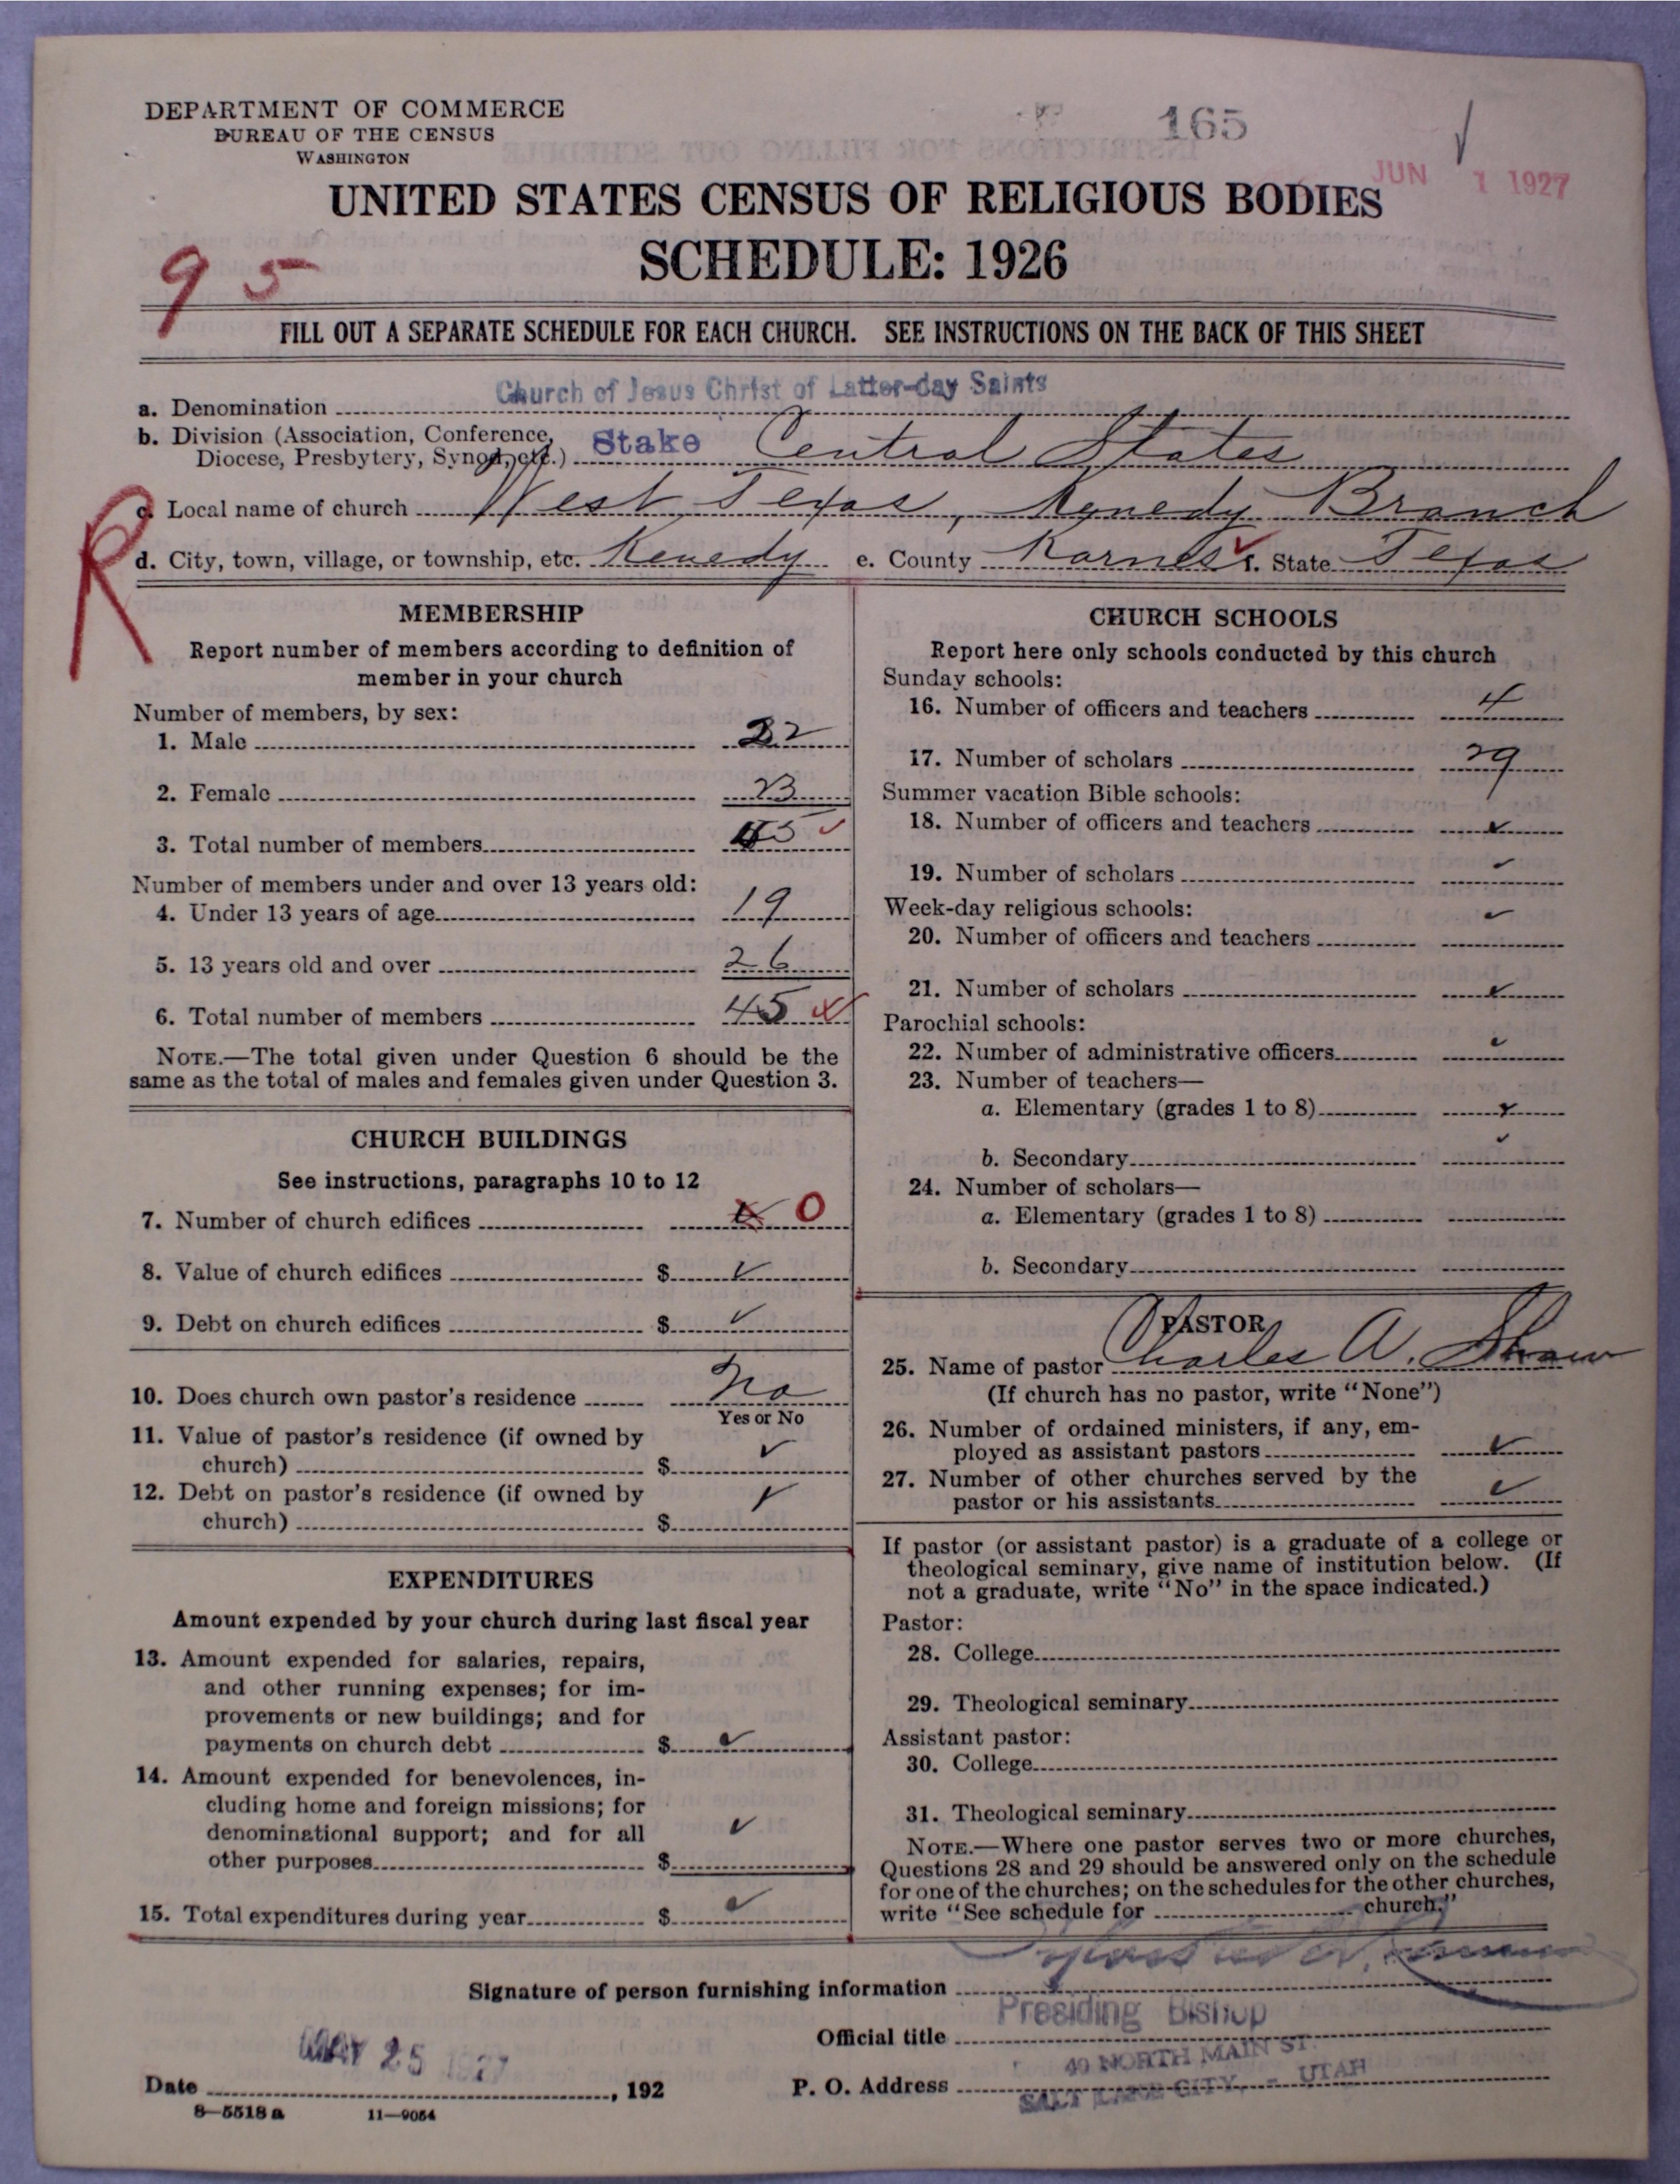 165
JUN 1 1927
DEPARTMENT OF COMMERCE
BUREAU OF THE CENSUS
WASHINGTON
UNITED STATES CENSUS OF RELIGIOUS BODIES
SCHEDULE: 1926
95
FILL OUT A SEPARATE SCHEDULE FOR EACH CHURCH. SEE INSTRUCTIONS ON THE BACK OF THIS SHEET
a. Denomination Church of Jesus Christ of Latter-day Saints
b. Division (Association, Conference, Diocese, Presbytery, Synod, etc.) Stake Central States
R
c. Local name of church West Texas, Kenedy Branch
d. City, town, village, or township, etc. Kenedy e. County Karnes f. State Texas
MEMBERSHIP
Report number of members according to definition of
member in your church
Number of members, by sex:
1. Male 22
2. Female 23
3. Total number of members 45
Number of members under and over 13 years old:
4. Under 13 years of age 19
5. 13 years old and over 26
6. Total number of members 45
NOTE.—The total given under Question 6 should be the
same as the total of males and females given under Question 3.
CHURCH BUILDINGS
See instructions, paragraphs 10 to 12
7. Number of church edifices 0
8. Value of church edifices $ ✓
9. Debt on church edifices $ ✓
10. Does church own pastor's residence No
Yes or No
11. Value of pastor's residence (if owned by
church) $ ✓
12. Debt on pastor's residence (if owned by
church) $ ✓
EXPENDITURES
Amount expended by your church during last fiscal year
13. Amount expended for salaries, repairs,
and other running expenses; for im-
provements or new buildings; and for
payments on church debt $ ✓
14. Amount expended for benevolences, in-
cluding home and foreign missions; for
denominational support; and for all
other purposes $ ✓
15. Total expenditures during year $ ✓
CHURCH SCHOOLS
Report here only schools conducted by this church
Sunday schools:
16. Number of officers and teachers 4
17. Number of scholars 29
Summer vacation Bible schools:
18. Number of officers and teachers ✓
19. Number of scholars ✓
Week-day religious schools:
20. Number of officers and teachers ✓
21. Number of scholars ✓
Parochial schools:
22. Number of administrative officers ✓
23. Number of teachers—
a. Elementary (grades 1 to 8) ✓
b. Secondary ✓
24. Number of scholars—
a. Elementary (grades 1 to 8)
b. Secondary
PASTOR
25. Name of pastor Charles A. Shaw
(If church has no pastor, write "None")
26. Number of ordained ministers, if any, em-
ployed as assistant pastors ✓
27. Number of other churches served by the
pastor or his assistants ✓
If pastor (or assistant pastor) is a graduate of a college or
theological seminary, give name of institution below. (If
not a graduate, write "No" in the space indicated.)
Pastor:
28. College
29. Theological seminary
Assistant pastor:
30. College
31. Theological seminary
NOTE.—Where one pastor serves two or more churches,
Questions 28 and 29 should be answered only on the schedule
for one of the churches; on the schedules for the other churches,
write "See schedule for church."
Signature of person furnishing information
Official title Presiding Bishop
40 NORTH MAIN ST.
P. O. Address SALT LAKE CITY, - UTAH
Date MAY 25 1927, 192
8—5518 a 11—9054